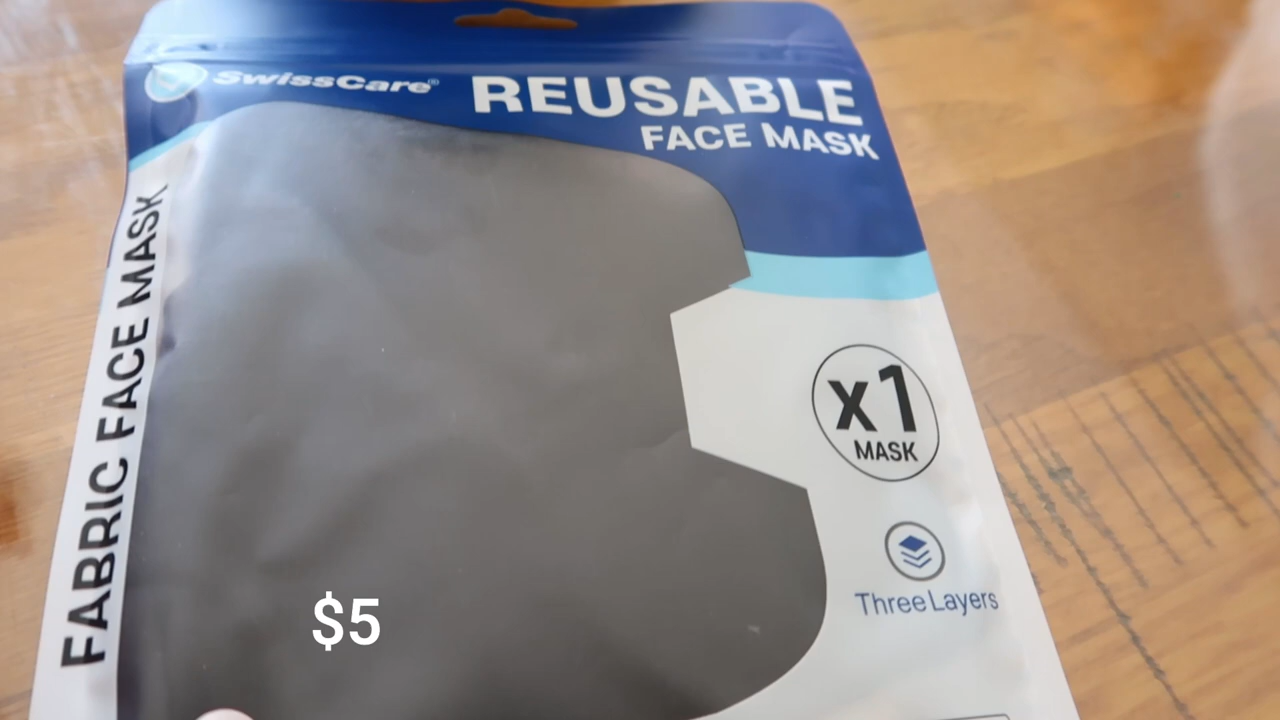 SwissCare®
REUSABLE
FACE MASK
FABRIC FACE MASK
x1
MASK
Three Layers
$5